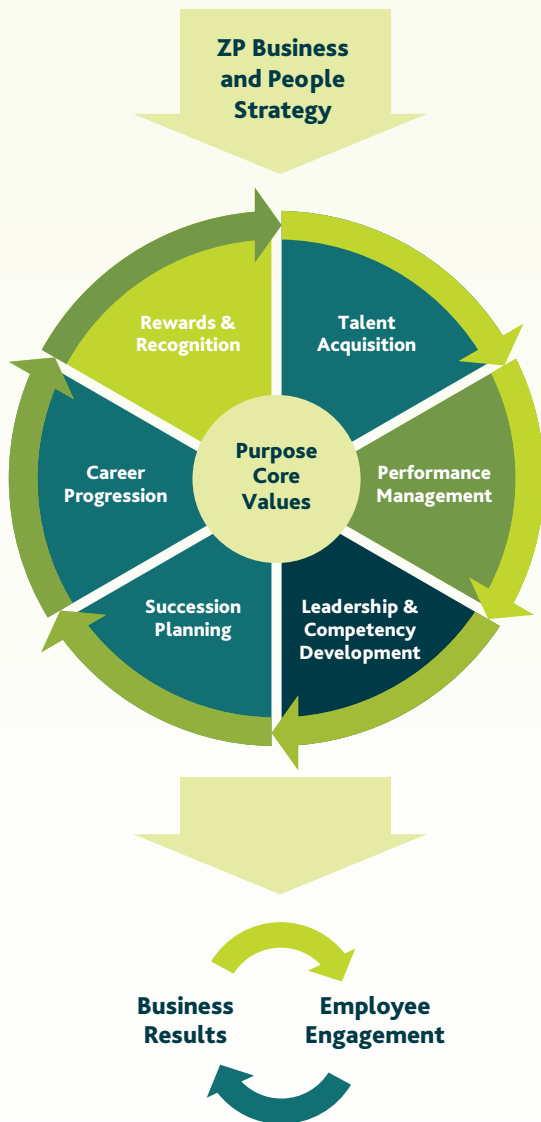 ZP Business
and People
Strategy
Rewards &
Recognition
Talent
Acquisition
Career
Progression
Purpose
Core
Values
Performance
Management
Succession
Planning
Leadership &
Competency
Development
Business
Results
Employee
Engagement